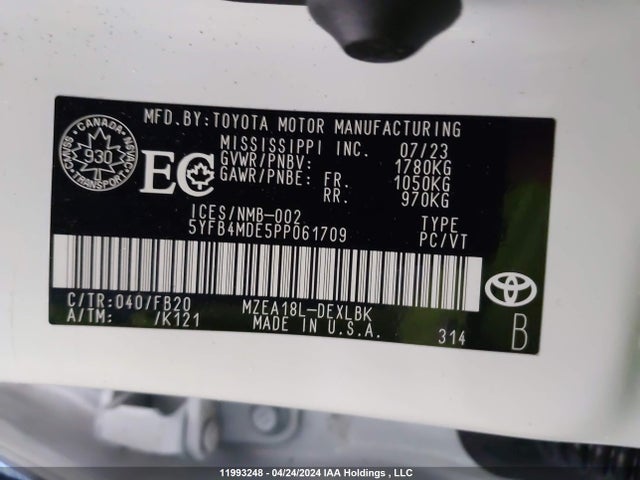 MFD.BY:TOYOTA MOTOR MANUFACTURING
MISSISSIPPI INC. 07/23
GVWR/PNBV: 1780KG
GAWR/PNBE: FR. 1050KG
RR. 970KG
CANADA
CMVSS NSVAC
930
TRANSPORT
EC
ICES/NMB-002 TYPE
5YFB4MDE5PP061709 PC/VT
C/TR:040/FB20 MZEA18L-DEXLBK
A/TM: /K121 MADE IN U.S.A. 314
B
11993248 - 04/24/2024 IAA Holdings , LLC